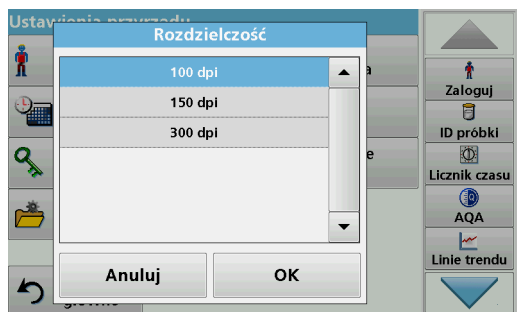 Ustawienia przyrządu
Rozdzielczość
100 dpi
150 dpi
300 dpi
Anuluj
OK
Zaloguj
ID próbki
Licznik czasu
AQA
Linie trendu